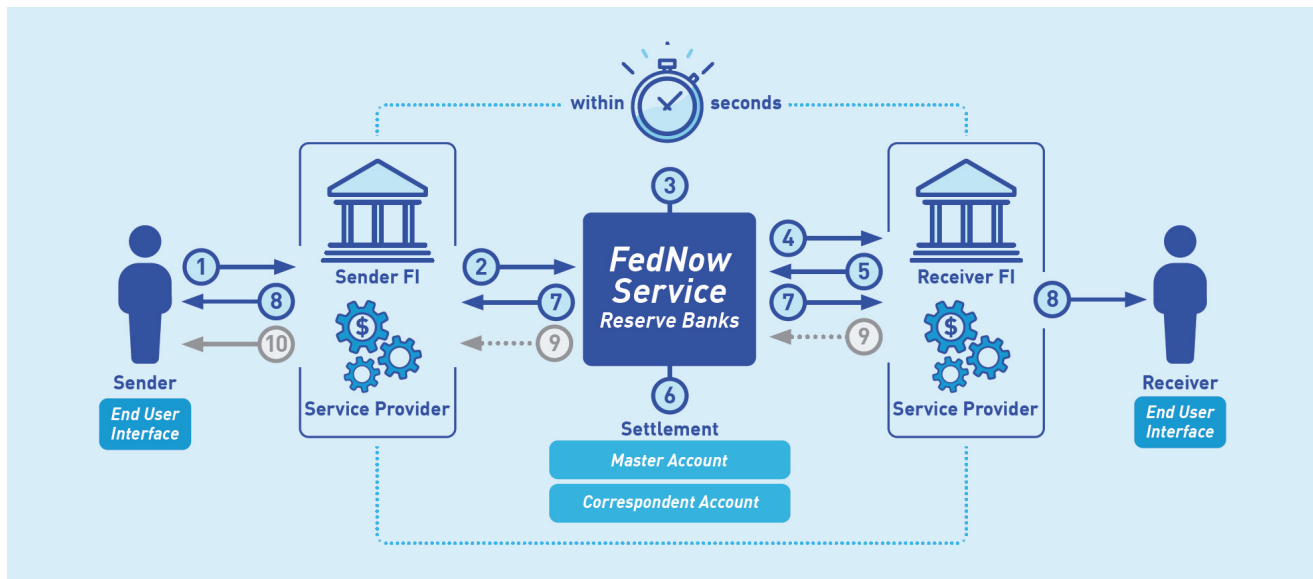 within seconds
3
1
2
4
5
8
7
7
8
10
9
9
$
$
Sender FI
Receiver FI
FedNow
Service
Reserve Banks
Sender
End User
Interface
Service Provider
Service Provider
Receiver
End User
Interface
6
Settlement
Master Account
Correspondent Account